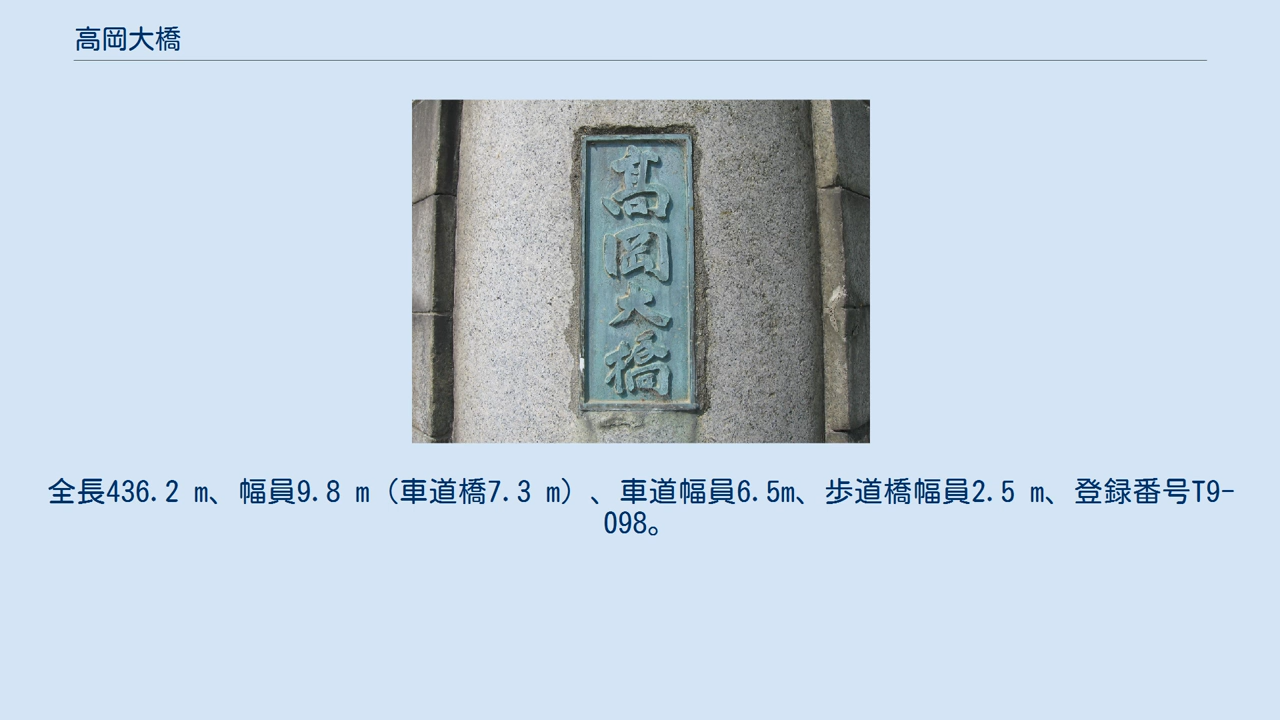 高岡大橋
髙岡大橋
全長436.2 m、幅員9.8 m（車道橋7.3 m）、車道幅員6.5m、歩道橋幅員2.5 m、登録番号T9-
098。